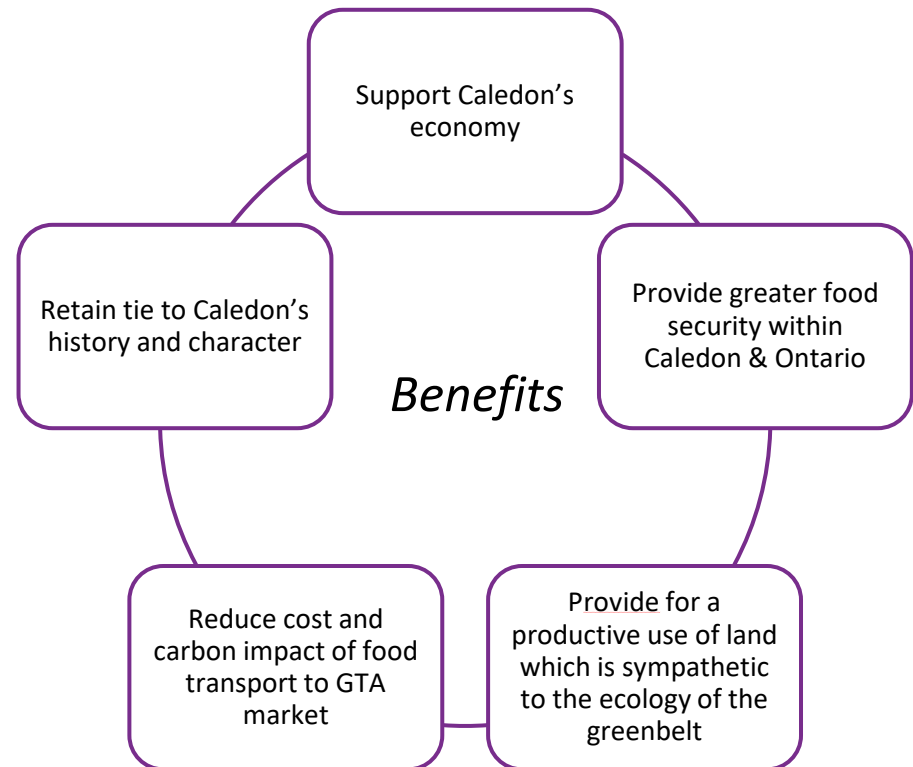 Support Caledon's
economy
Provide greater food
security within
Caledon & Ontario
Provide for a
productive use of land
which is sympathetic
to the ecology of the
greenbelt
Reduce cost and
carbon impact of food
transport to GTA
market
Retain tie to Caledon's
history and character
Benefits